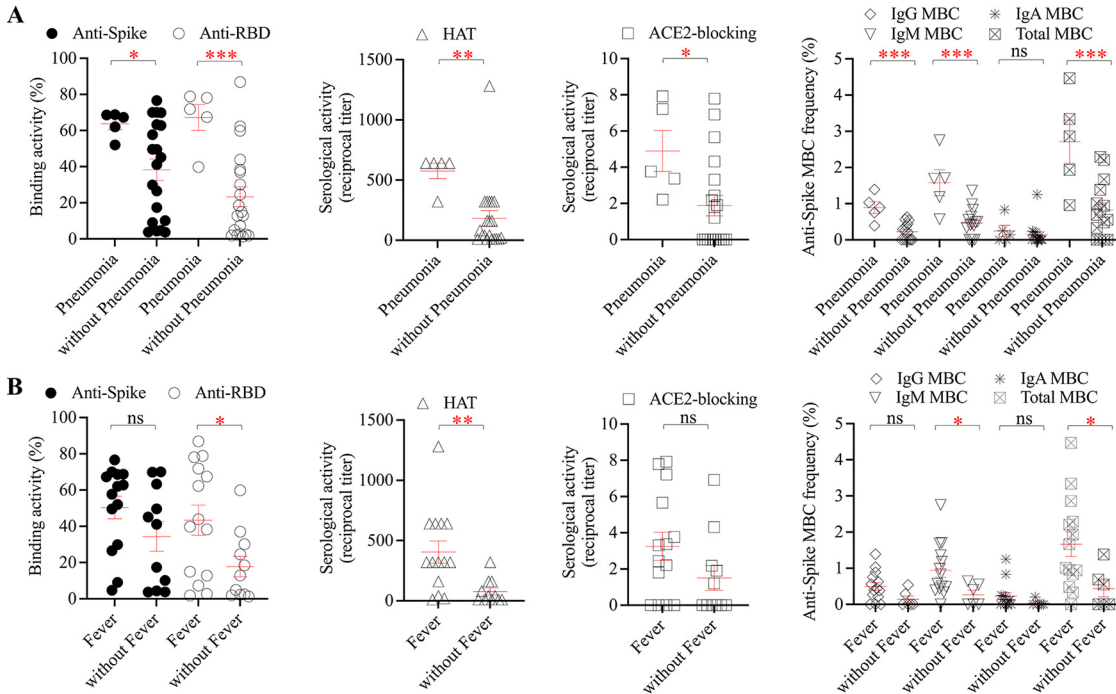 A
Anti-Spike
Anti-RBD
Binding activity (%)
100
80
60
40
20
0
*
***
Pneumonia
without Pneumonia
Pneumonia
without Pneumonia
HAT
Serological activity
(reciprocal titer)
1500
1000
500
0
**
Pneumonia
without Pneumonia
ACE2-blocking
Serological activity
(reciprocal titer)
10
8
6
4
2
0
*
Pneumonia
without Pneumonia
IgG MBC
IgA MBC
IgM MBC
Total MBC
Anti-Spike MBC frequency (%)
5
4
3
2
1
0
***
***
ns
***
Pneumonia
without Pneumonia
Pneumonia
without Pneumonia
Pneumonia
without Pneumonia
Pneumonia
without Pneumonia
B
Anti-Spike
Anti-RBD
Binding activity (%)
100
80
60
40
20
0
ns
*
Fever
without Fever
Fever
without Fever
HAT
Serological activity
(reciprocal titer)
1500
1000
500
0
**
Fever
without Fever
ACE2-blocking
Serological activity
(reciprocal titer)
10
8
6
4
2
0
ns
Fever
without Fever
IgG MBC
IgA MBC
IgM MBC
Total MBC
Anti-Spike MBC frequency (%)
5
4
3
2
1
0
ns
*
ns
*
Fever
without Fever
Fever
without Fever
Fever
without Fever
Fever
without Fever